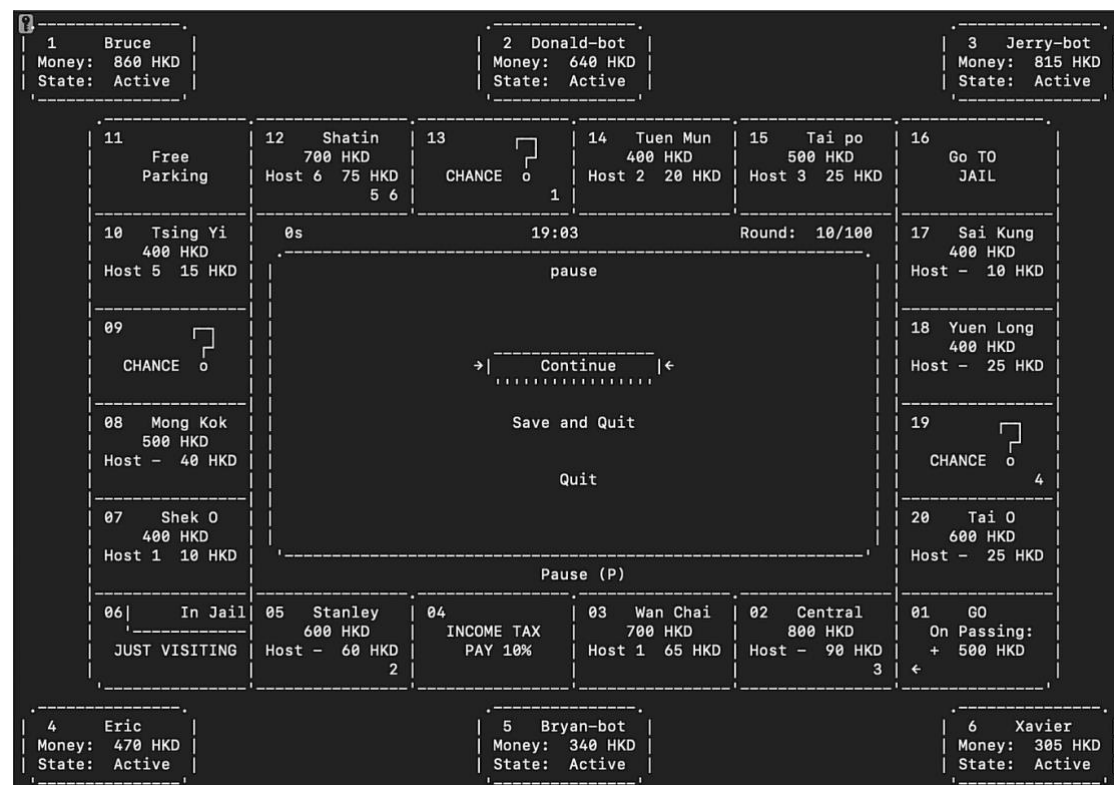 1 Bruce
Money: 860 HKD
State: Active
2 Donald-bot
Money: 640 HKD
State: Active
3 Jerry-bot
Money: 815 HKD
State: Active
11
Free
Parking
12 Shatin
700 HKD
Host 6 75 HKD
5 6
13
CHANCE
1
14 Tuen Mun
400 HKD
Host 2 20 HKD
15 Tai po
500 HKD
Host 3 25 HKD
16
Go TO
JAIL
10 Tsing Yi
400 HKD
Host 5 15 HKD
0s 19:03 Round: 10/100
17 Sai Kung
400 HKD
Host – 10 HKD
pause
09
CHANCE
→| Continue |←
18 Yuen Long
400 HKD
Host – 25 HKD
08 Mong Kok
500 HKD
Host – 40 HKD
Save and Quit
19
CHANCE
4
Quit
07 Shek O
400 HKD
Host 1 10 HKD
20 Tai O
600 HKD
Host – 25 HKD
Pause (P)
06| In Jail
JUST VISITING
05 Stanley
600 HKD
Host – 60 HKD
2
04
INCOME TAX
PAY 10%
03 Wan Chai
700 HKD
Host 1 65 HKD
02 Central
800 HKD
Host – 90 HKD
3
01 GO
On Passing:
+ 500 HKD
←
4 Eric
Money: 470 HKD
State: Active
5 Bryan-bot
Money: 340 HKD
State: Active
6 Xavier
Money: 305 HKD
State: Active